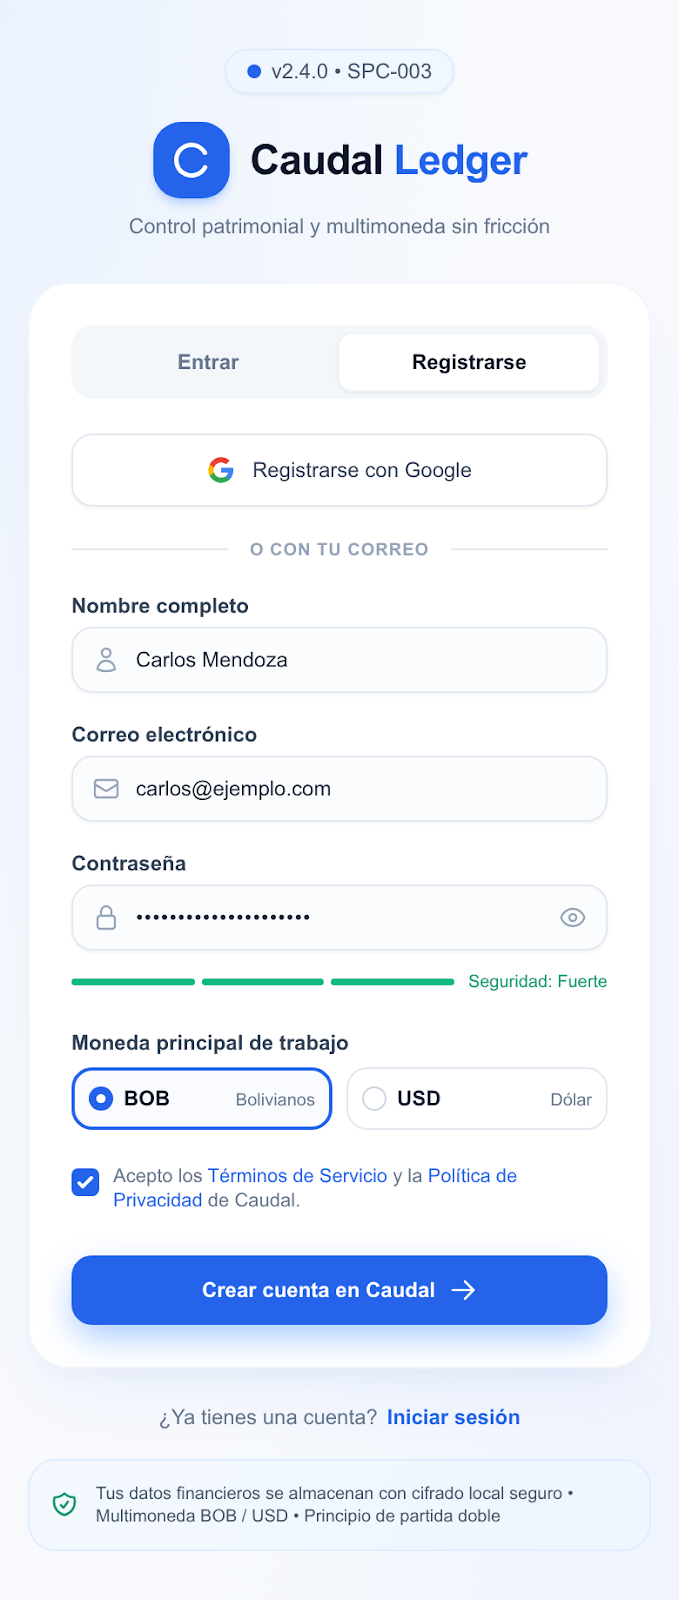 v2.4.0 • SPC-003
Caudal Ledger
Control patrimonial y multimoneda sin fricción
Entrar
Registrarse
Registrarse con Google
O CON TU CORREO
Nombre completo
Carlos Mendoza
Correo electrónico
carlos@ejemplo.com
Contraseña
•••••••••••••••••••••
Seguridad: Fuerte
Moneda principal de trabajo
BOB Bolivianos
USD Dólar
Acepto los Términos de Servicio y la Política de
Privacidad de Caudal.
Crear cuenta en Caudal →
¿Ya tienes una cuenta? Iniciar sesión
Tus datos financieros se almacenan con cifrado local seguro •
Multimoneda BOB / USD • Principio de partida doble